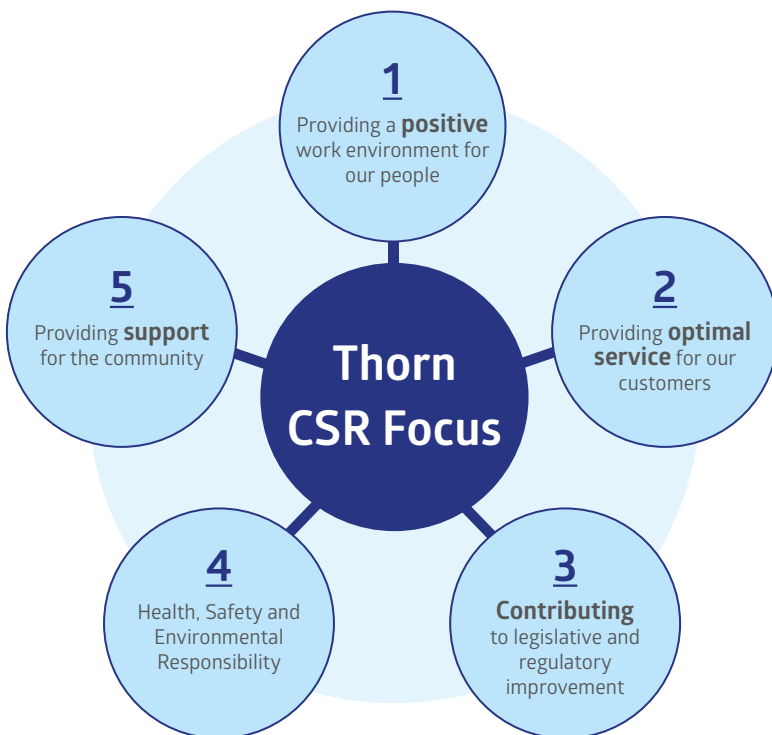 1
Providing a positive
work environment for
our people
2
Providing optimal
service for our
customers
3
Contributing
to legislative and
regulatory
improvement
4
Health, Safety and
Environmental
Responsibility
5
Providing support
for the community
Thorn
CSR Focus